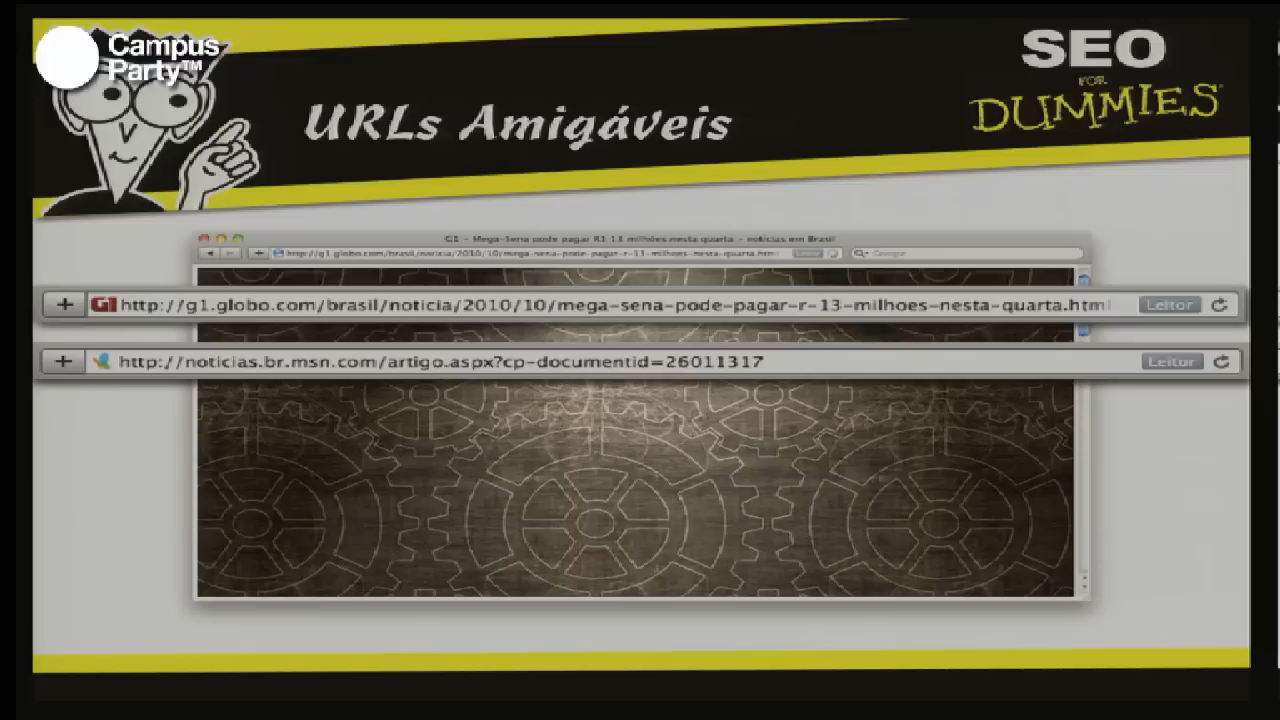 Campus
Party™
SEO
FOR
DUMMIES
URLs Amigáveis
G1 - Mega-Sena pode pagar R$ 13 milhões nesta quarta - notícias em Brasil
http://g1.globo.com/brasil/noticia/2010/10/mega-sena-pode-pagar-r-13-milhoes-nesta-quarta.html
Leitor
Google
G1 http://g1.globo.com/brasil/noticia/2010/10/mega-sena-pode-pagar-r-13-milhoes-nesta-quarta.html Leitor
http://noticias.br.msn.com/artigo.aspx?cp-documentid=26011317 Leitor